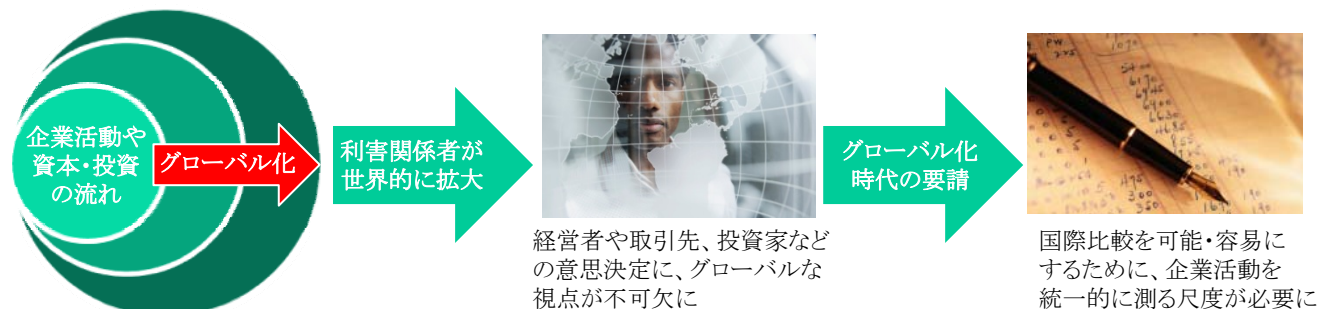 企業活動や
資本・投資
の流れ
グローバル化
利害関係者が
世界的に拡大
経営者や取引先、投資家など
の意思決定に、グローバルな
視点が不可欠に
グローバル化
時代の要請
国際比較を可能・容易に
するために、企業活動を
統一的に測る尺度が必要に